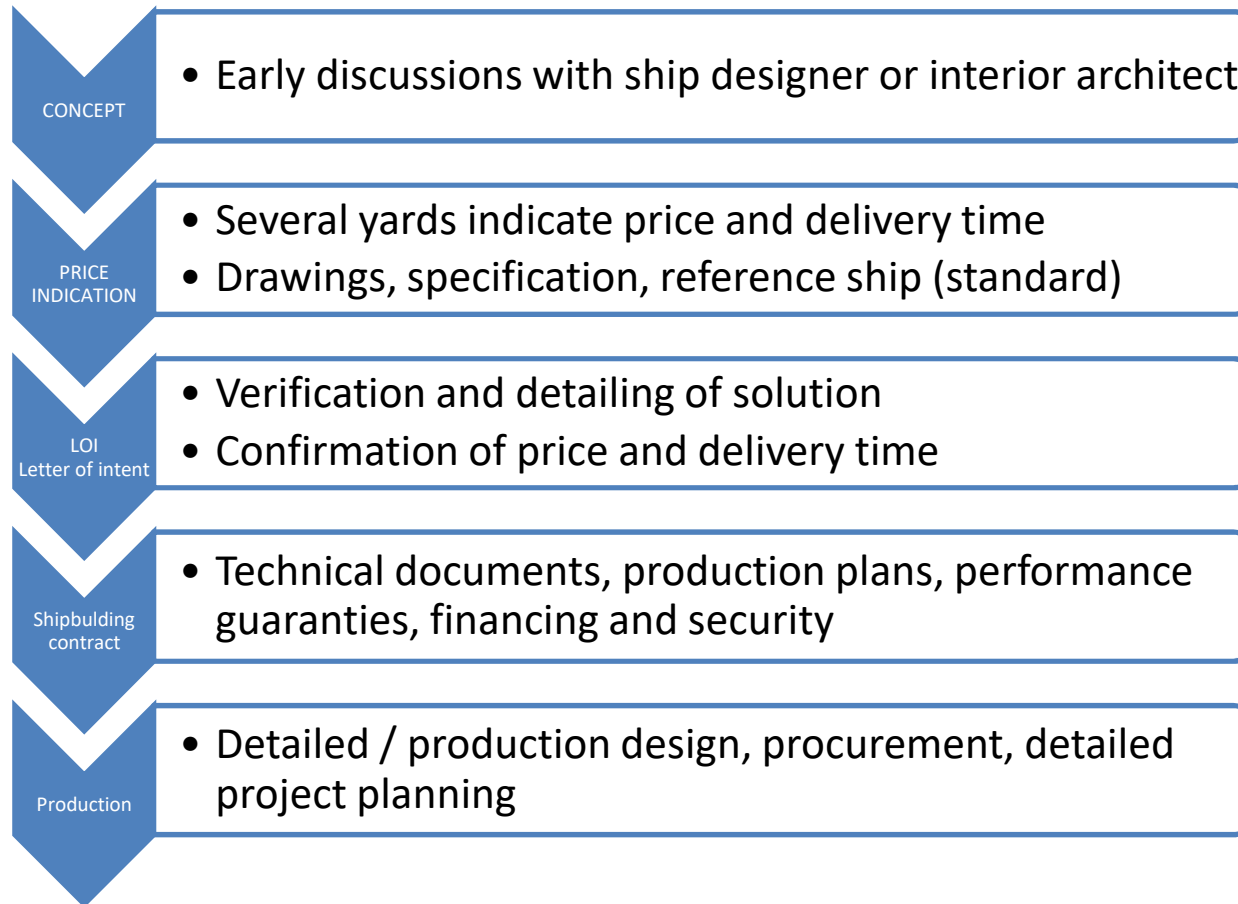 CONCEPT
• Early discussions with ship designer or interior architect
PRICE
INDICATION
• Several yards indicate price and delivery time
• Drawings, specification, reference ship (standard)
LOI
Letter of intent
• Verification and detailing of solution
• Confirmation of price and delivery time
Shipbulding
contract
• Technical documents, production plans, performance
guaranties, financing and security
Production
• Detailed / production design, procurement, detailed
project planning